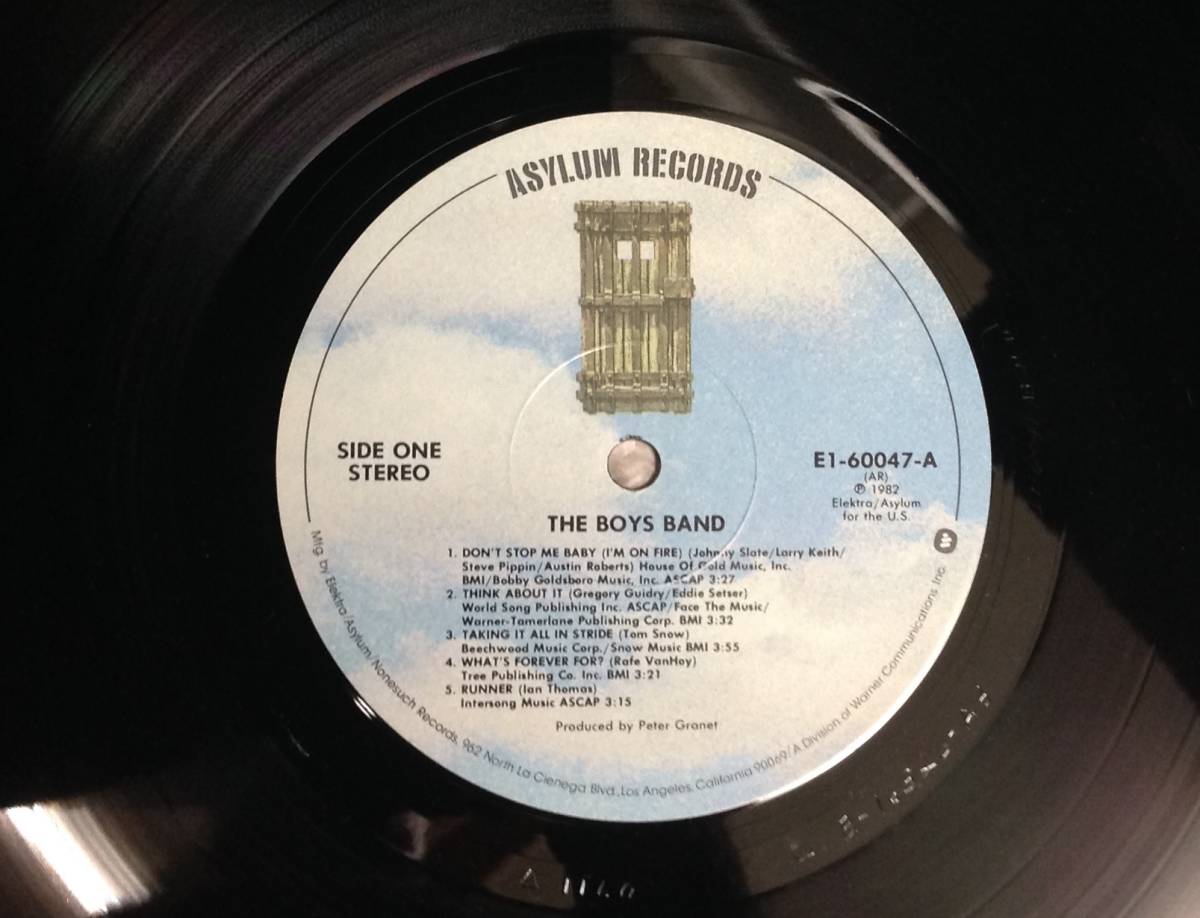 ASYLUM RECORDS
SIDE ONE
STEREO
E1-60047-A
(AR)
℗ 1982
Elektra/Asylum
for the U.S.
THE BOYS BAND
1. DON'T STOP ME BABY (I'M ON FIRE) (Johnny Slate/Larry Keith/
Steve Pippin/Austin Roberts) House Of Gold Music, Inc.
BMI/Bobby Goldsboro Music, Inc. ASCAP 3:27
2. THINK ABOUT IT (Gregory Guidry/Eddie Setser)
World Song Publishing Inc. ASCAP/Face The Music/
Warner-Tamerlane Publishing Corp. BMI 3:32
3. TAKING IT ALL IN STRIDE (Tom Snow)
Beechwood Music Corp./Snow Music BMI 3:55
4. WHAT'S FOREVER FOR? (Rafe VanHoy)
Tree Publishing Co. Inc. BMI 3:21
5. RUNNER (Ian Thomas)
Intersong Music ASCAP 3:15
Produced by Peter Granet
Mfg by Elektra/Asylum/Nonesuch Records, 962 North La Cienega Blvd., Los Angeles, California 90069/A Division of Warner Communications Inc.